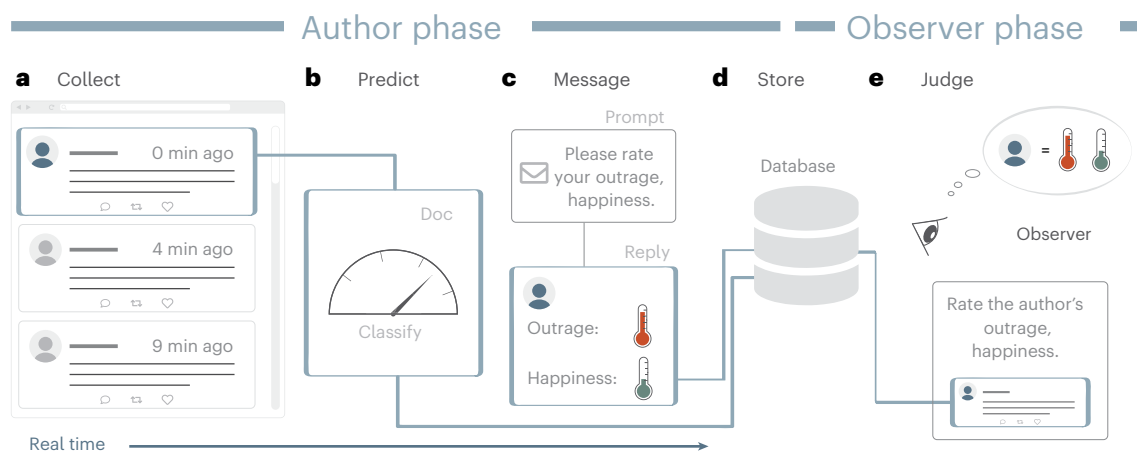 Author phase
Observer phase
a Collect
b Predict
c Message
d Store
e Judge
0 min ago
4 min ago
9 min ago
Doc
Classify
Prompt
Please rate
your outrage,
happiness.
Reply
Outrage:
Happiness:
Database
=
Observer
Rate the author's
outrage,
happiness.
Real time